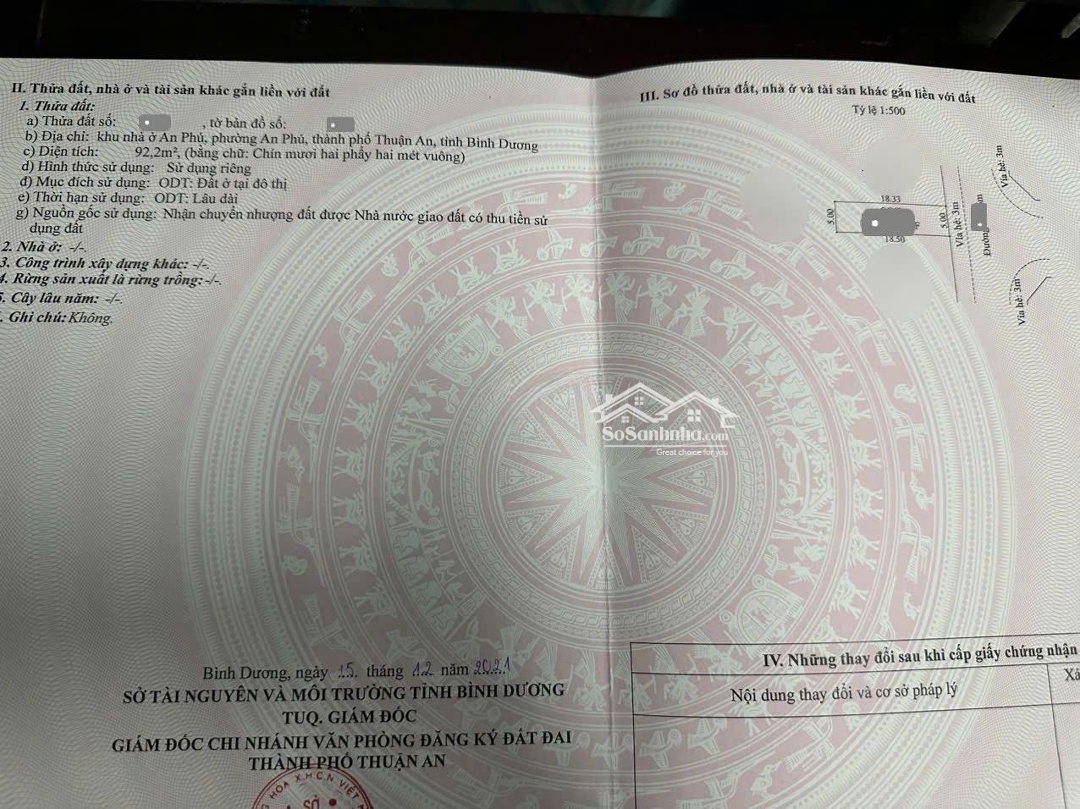 II. Thửa đất, nhà ở và tài sản khác gắn liền với đất
1. Thửa đất:
a) Thửa đất số: , tờ bản đồ số:
b) Địa chỉ: khu nhà ở An Phú, phường An Phú, thành phố Thuận An, tỉnh Bình Dương
c) Diện tích: 92,2m², (bằng chữ: Chín mươi hai phẩy hai mét vuông)
d) Hình thức sử dụng: Sử dụng riêng
đ) Mục đích sử dụng: ODT: Đất ở tại đô thị
e) Thời hạn sử dụng: ODT: Lâu dài
g) Nguồn gốc sử dụng: Nhận chuyển nhượng đất được Nhà nước giao đất có thu tiền sử
dụng đất
2. Nhà ở: -/-.
3. Công trình xây dựng khác: -/-.
4. Rừng sản xuất là rừng trồng: -/-.
5. Cây lâu năm: -/-.
. Ghi chú: Không.
Bình Dương, ngày 15 tháng 12 năm 2021
SỞ TÀI NGUYÊN VÀ MÔI TRƯỜNG TỈNH BÌNH DƯƠNG
TUQ. GIÁM ĐỐC
GIÁM ĐỐC CHI NHÁNH VĂN PHÒNG ĐĂNG KÝ ĐẤT ĐAI
THÀNH PHỐ THUẬN AN
HÒA X.H.C.N VIỆT
SỞ
III. Sơ đồ thửa đất, nhà ở và tài sản khác gắn liền với đất
Tỷ lệ 1:500
18.33
5.00
5.00
18.50
Vỉa hè: 3m
Đường
Vỉa hè: 3m
Vỉa hè: 3m
SoSanhnha.com
Great choice for you
IV. Những thay đổi sau khi cấp giấy chứng nhận
Nội dung thay đổi và cơ sở pháp lý
Xá